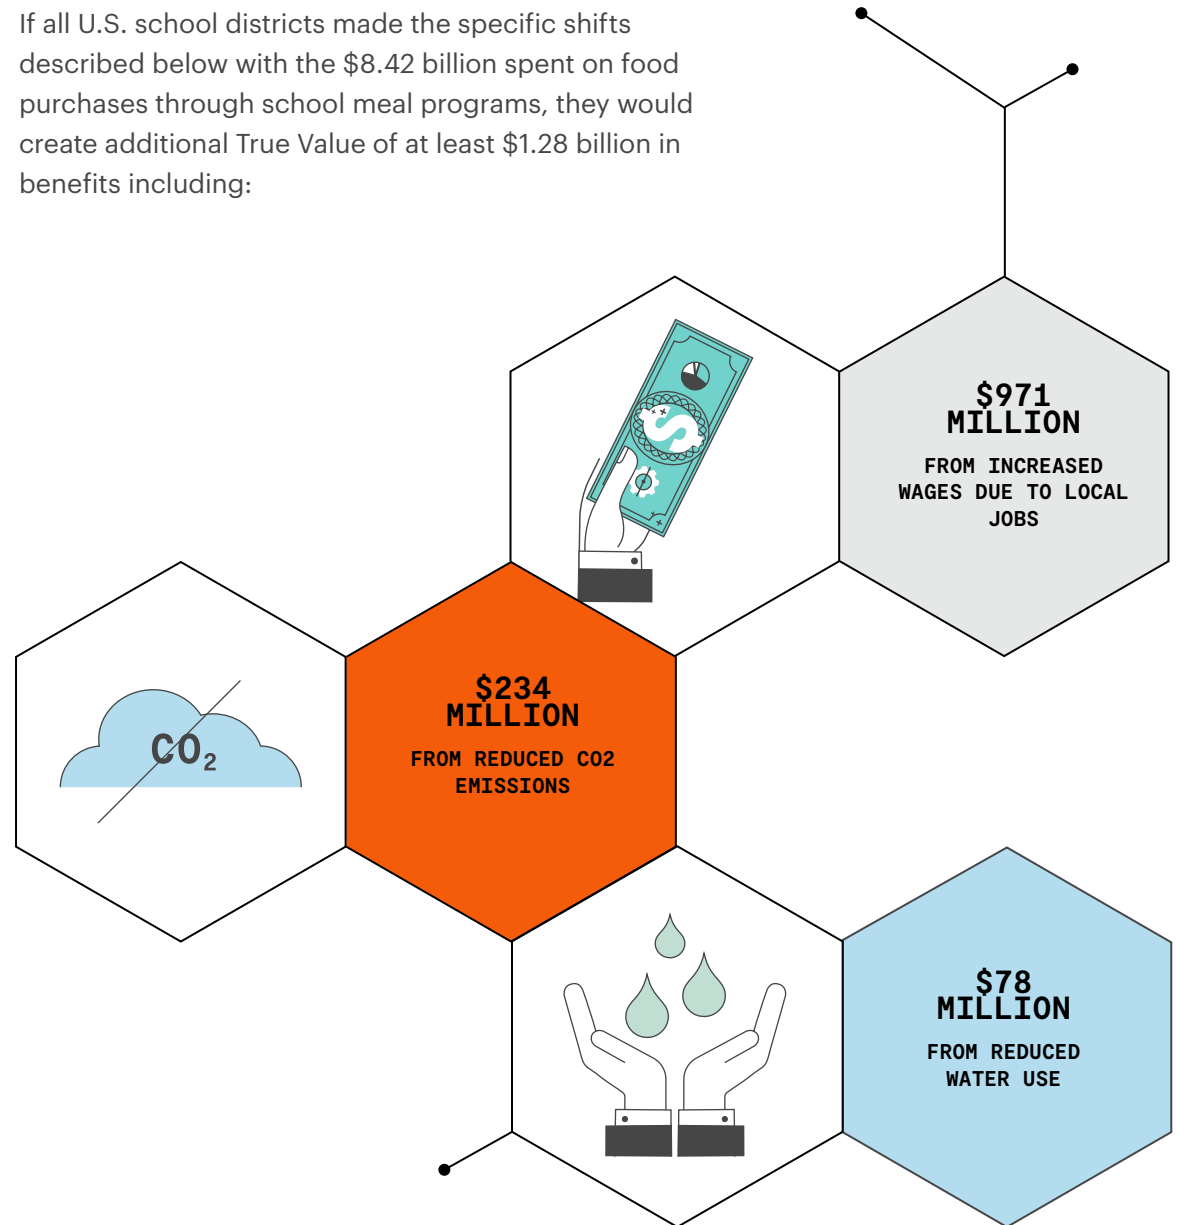 If all U.S. school districts made the specific shifts
described below with the $8.42 billion spent on food
purchases through school meal programs, they would
create additional True Value of at least $1.28 billion in
benefits including:
$971
MILLION
FROM INCREASED
WAGES DUE TO LOCAL
JOBS
$234
MILLION
FROM REDUCED CO2
EMISSIONS
CO₂
$78
MILLION
FROM REDUCED
WATER USE